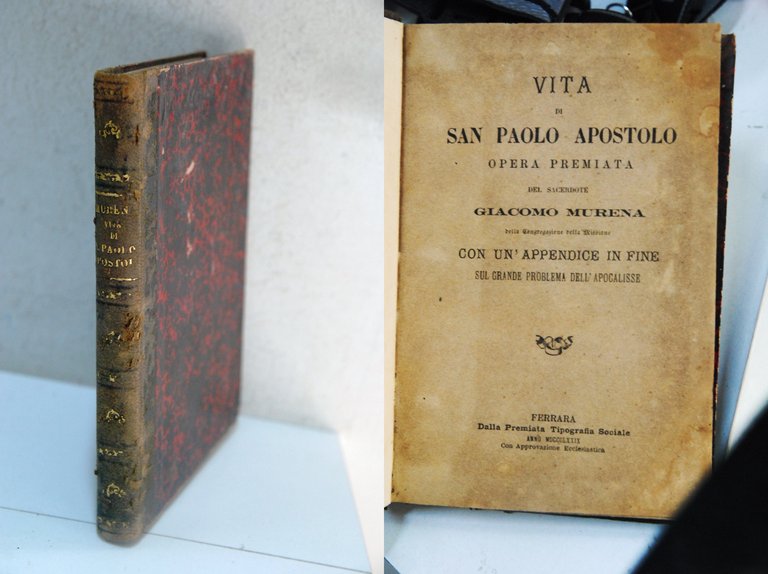 MUREN
VITA
DI
PAOLO
POSTOL
VITA
DI
SAN PAOLO APOSTOLO
OPERA PREMIATA
DEL SACERDOTE
GIACOMO MURENA
della Congregazione della Missione
CON UN' APPENDICE IN FINE
SUL GRANDE PROBLEMA DELL'APOCALISSE
FERRARA
Dalla Premiata Tipografia Sociale
ANNO MDCCCLXXIX
Con Approvazione Ecclesiastica